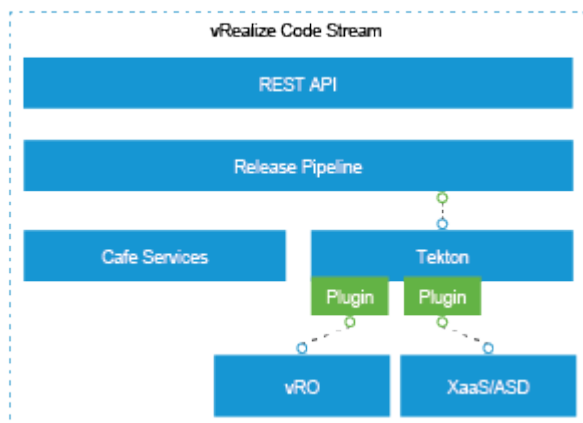 vRealize Code Stream
REST API
Release Pipeline
Cafe Services
Tekton
Plugin
Plugin
vRO
XaaS/ASD